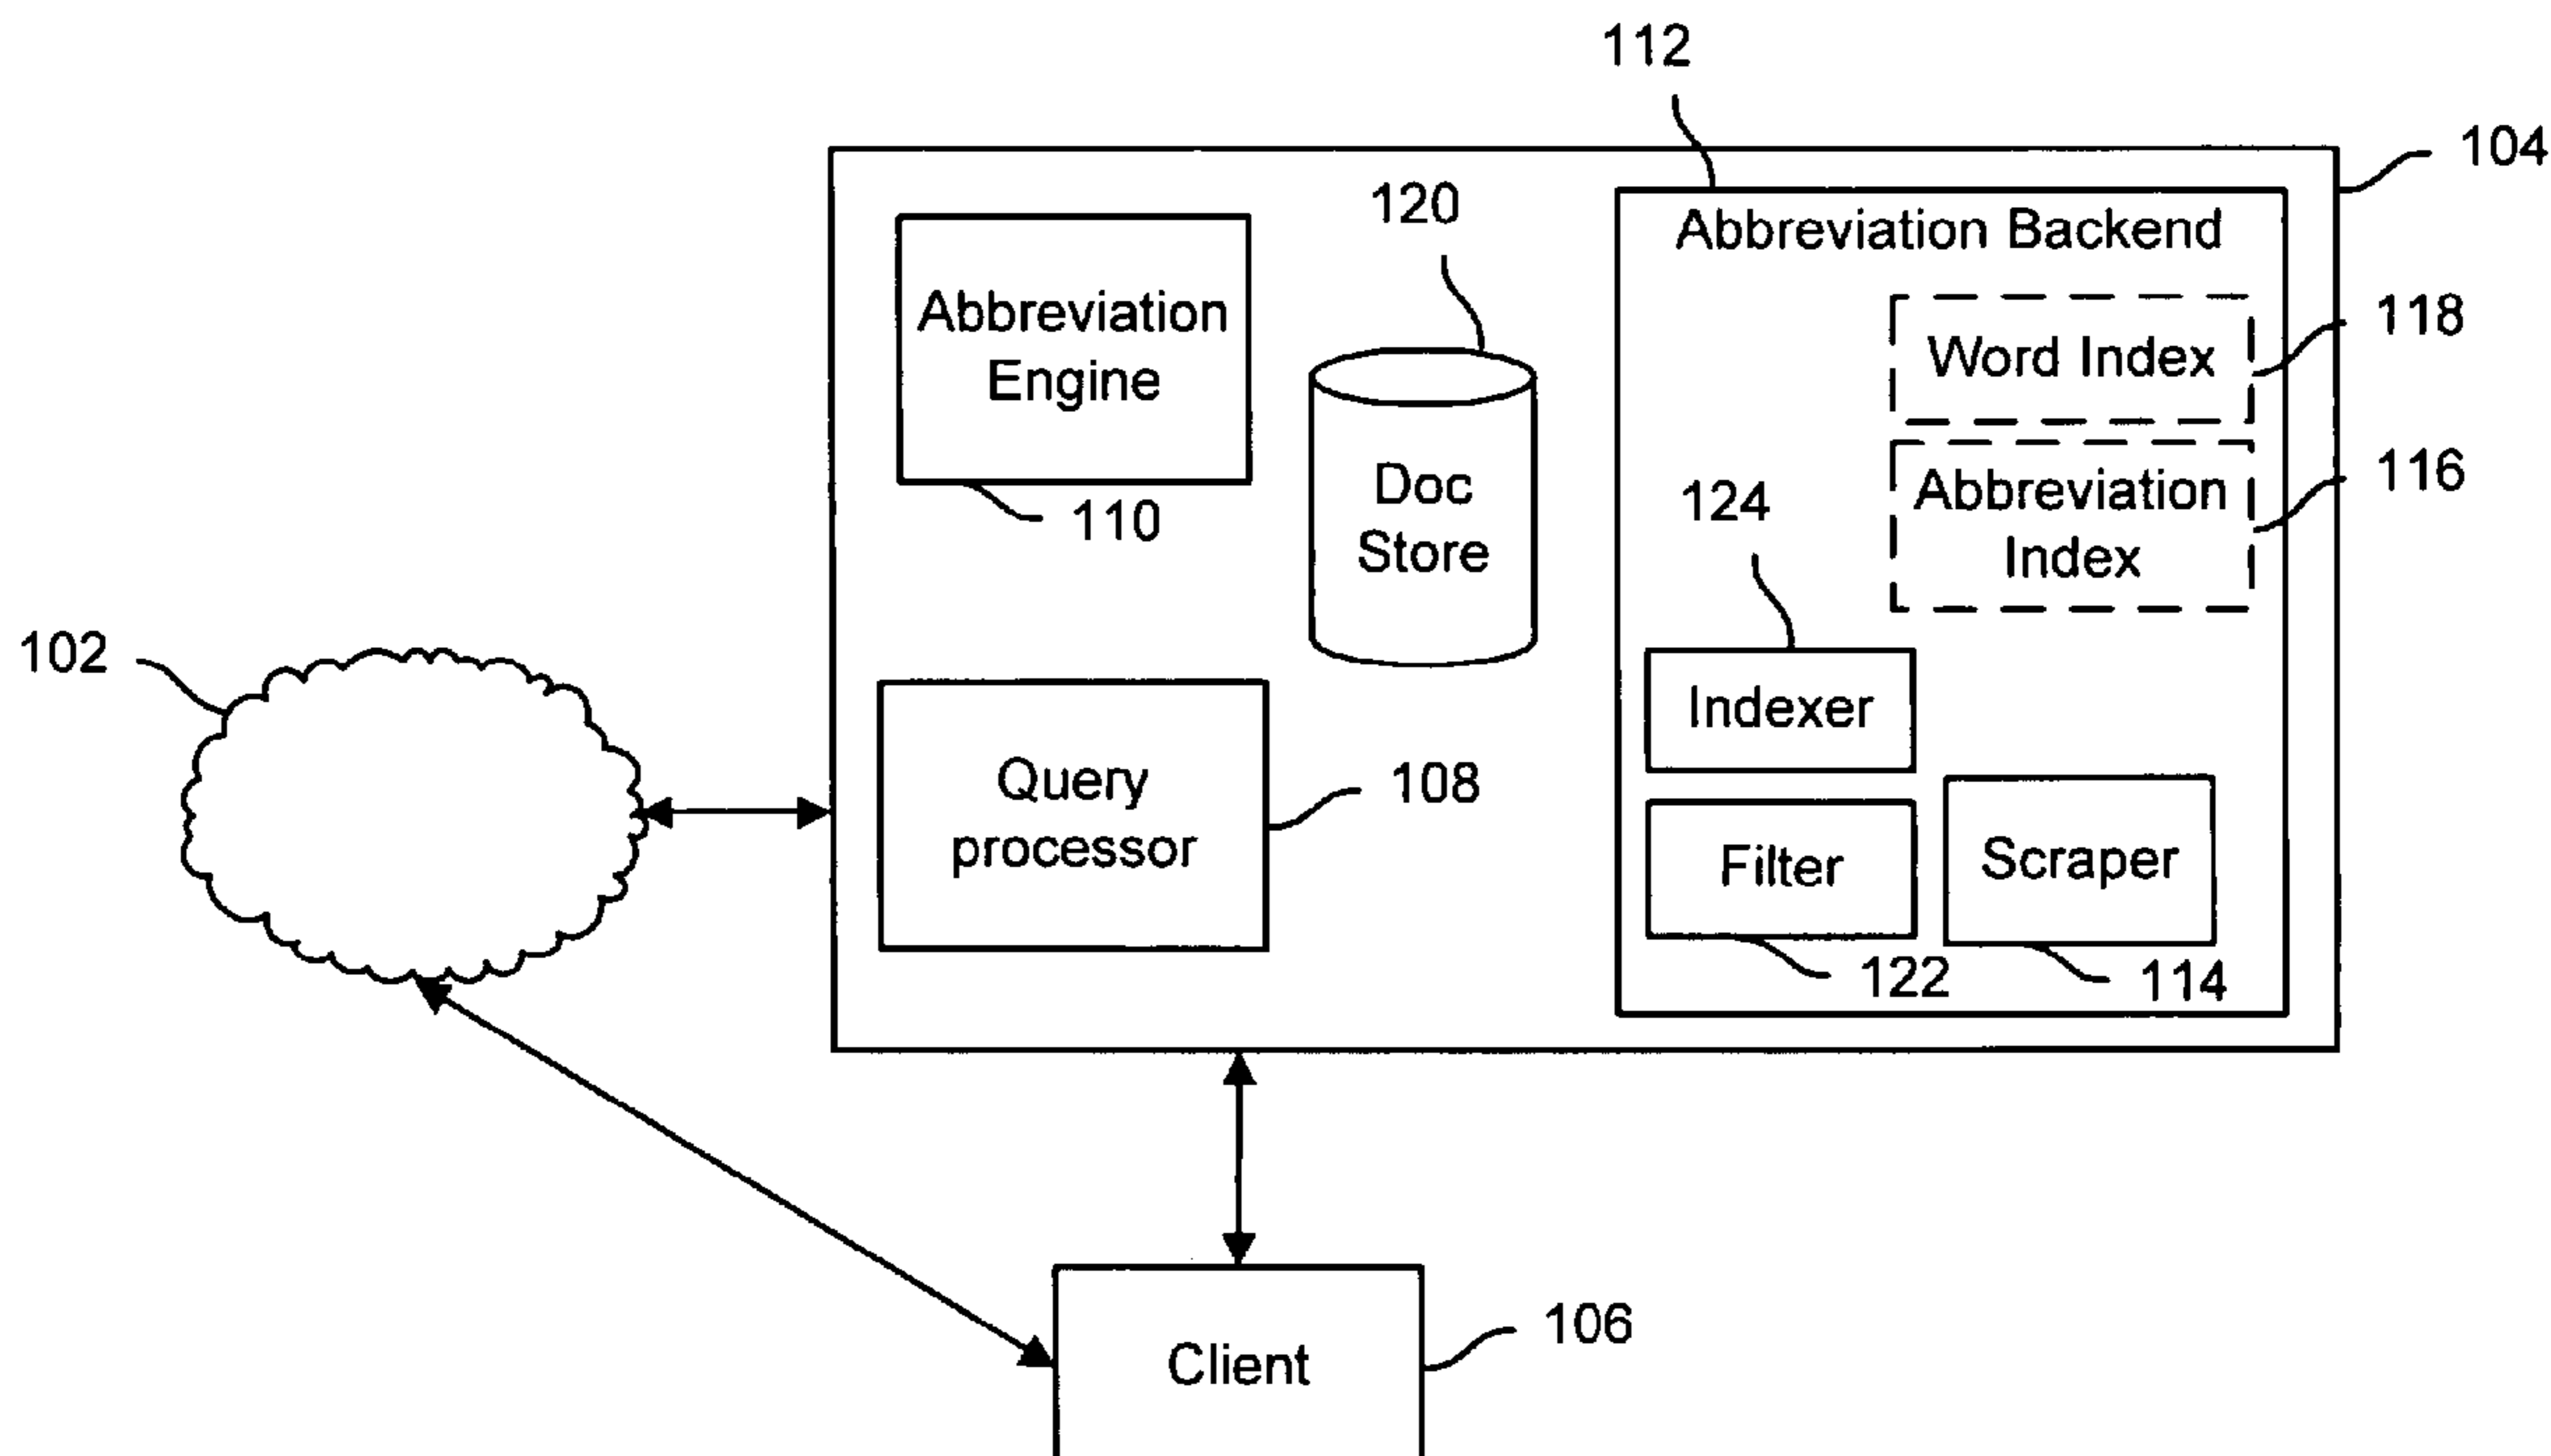 112
104
120
Abbreviation Backend
Abbreviation
Engine
118
Word Index
116
Abbreviation
Index
Doc
Store
124
110
102
Indexer
Query
processor
108
Filter
Scraper
122
114
106
Client